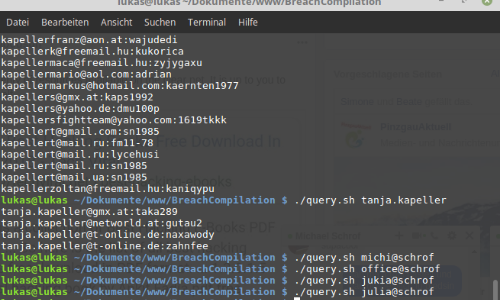 lukas@lukas ~/Dokumente/www/BreachCompilation
Datei Bearbeiten Ansicht Suchen Terminal Hilfe
kapellerfranz@aon.at:wajudedi
kapellerk@freemail.hu:kukorica
kapellermaca@freemail.hu:zyjygaxu
kapellermario@aol.com:adrian
kapellermarkus@hotmail.com:kaernten1977
kapellers@gmx.at:kaps1992
kapellers@yahoo.de:dmu100p
kapellersfightteam@yahoo.com:1619tkkk
kapellert@gmail.com:sn1985
kapellert@mail.ru:fm11-78
kapellert@mail.ru:lycehusi
kapellert@mail.ru:sn1985
kapellert@mail.ua:sn1985
kapellerzoltan@freemail.hu:kaniqypu
lukas@lukas ~/Dokumente/www/BreachCompilation $ ./query.sh tanja.kapeller
tanja.kapeller@gmx.at:taka289
tanja.kapeller@networld.at:gutau2
tanja.kapeller@t-online.de:naxawody
tanja.kapeller@t-online.de:zahnfee
lukas@lukas ~/Dokumente/www/BreachCompilation $ ./query.sh michi@schrof
lukas@lukas ~/Dokumente/www/BreachCompilation $ ./query.sh office@schrof
lukas@lukas ~/Dokumente/www/BreachCompilation $ ./query.sh jukia@schrof
lukas@lukas ~/Dokumente/www/BreachCompilation $ ./query.sh julia@schrof